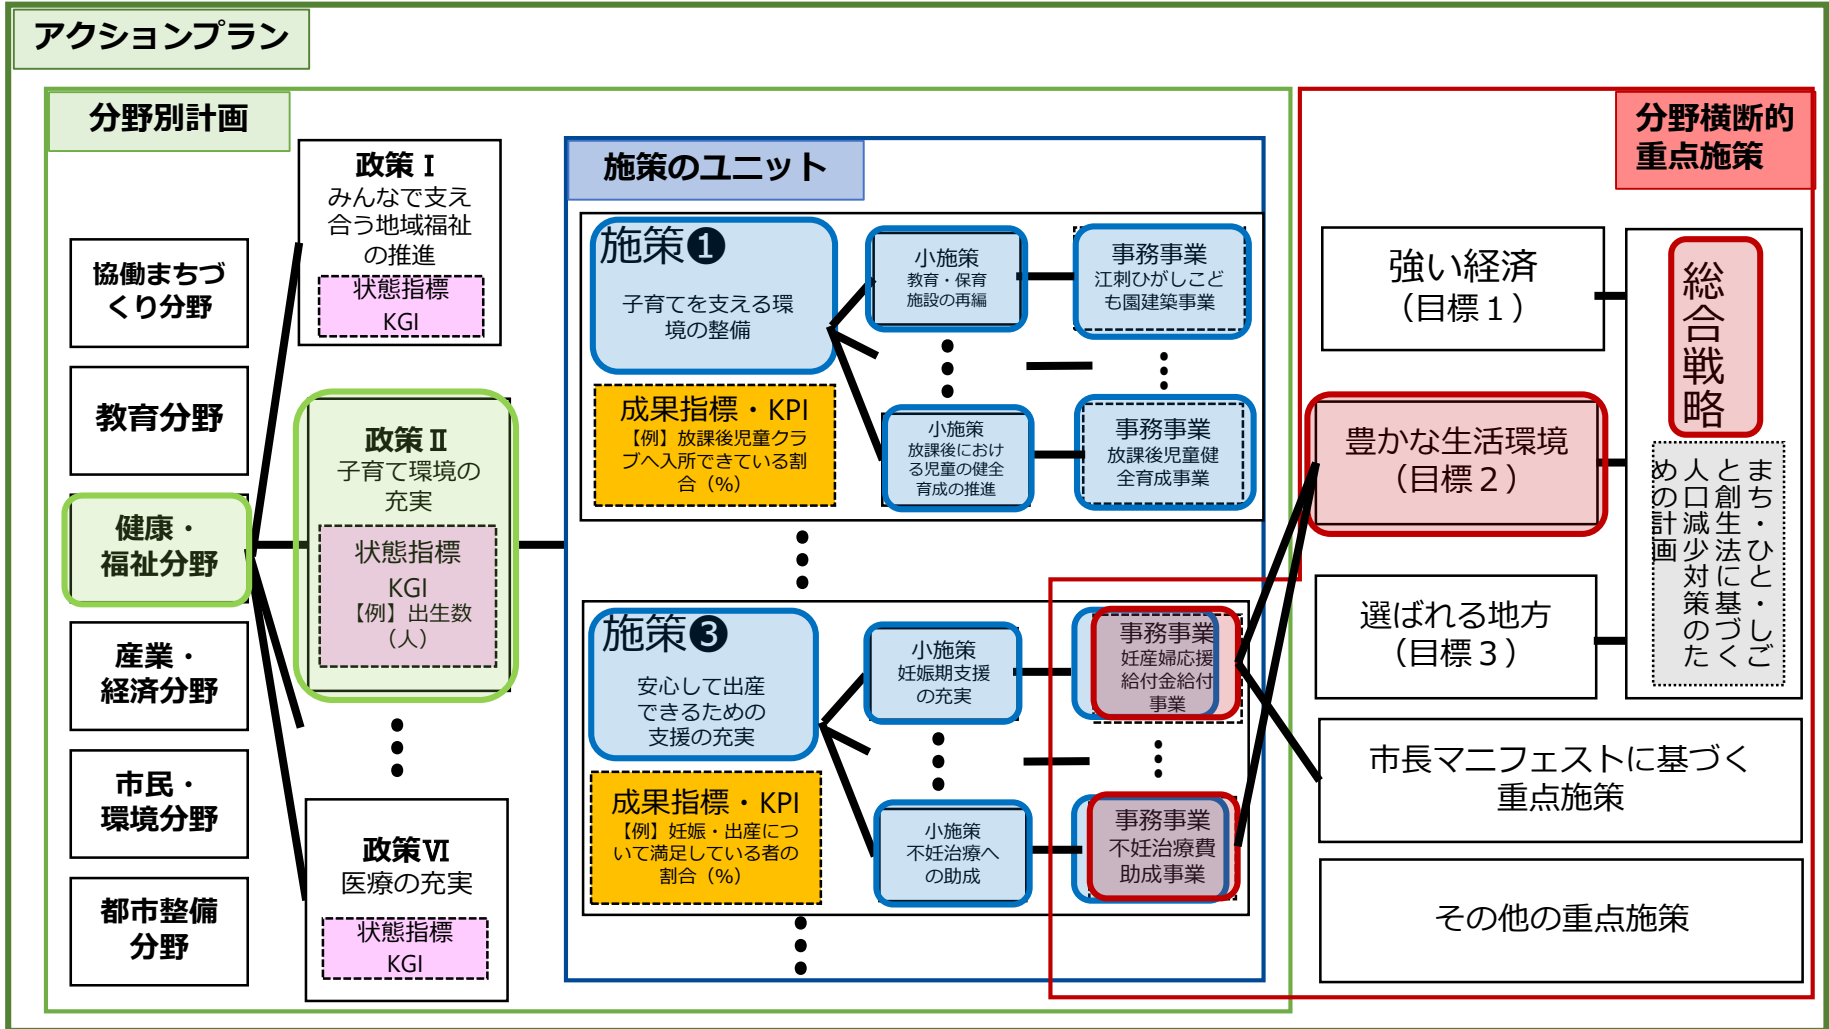 アクションプラン
分野別計画
協働まちづ
くり分野
教育分野
健康・
福祉分野
産業・
経済分野
市民・
環境分野
都市整備
分野
政策Ⅰ
みんなで支え
合う地域福祉
の推進
状態指標
KGI
政策Ⅱ
子育て環境の
充実
状態指標
KGI
【例】出生数
（人）
政策Ⅵ
医療の充実
状態指標
KGI
施策のユニット
施策❶
子育てを支える環
境の整備
成果指標・KPI
【例】放課後児童クラ
ブへ入所できている割
合（%）
小施策
教育・保育
施設の再編
事務事業
江刺ひがしこど
も園建築事業
小施策
放課後におけ
る児童の健全
育成の推進
事務事業
放課後児童健
全育成事業
施策❸
安心して出産
できるための
支援の充実
成果指標・KPI
【例】妊娠・出産につ
いて満足している者の
割合（%）
小施策
妊娠期支援
の充実
事務事業
妊産婦応援
給付金給付
事業
小施策
不妊治療へ
の助成
事務事業
不妊治療費
助成事業
分野横断的
重点施策
強い経済
（目標１）
豊かな生活環境
（目標２）
選ばれる地方
（目標３）
総合戦略
まち・ひと・しご
と創生法に基づく
人口減少対策のた
めの計画
市長マニフェストに基づく
重点施策
その他の重点施策